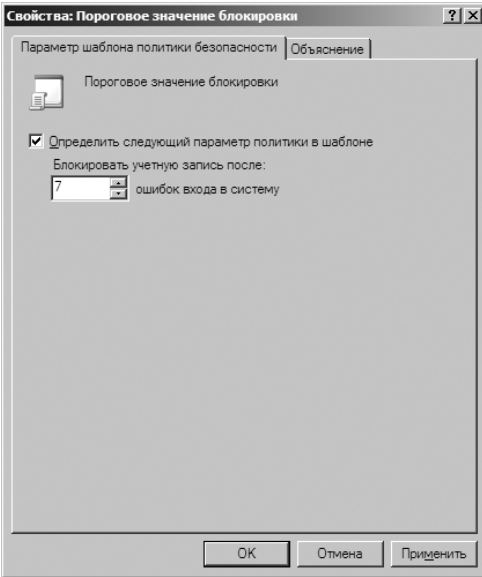 Свойства: Пороговое значение блокировки
Параметр шаблона политики безопасности
Объяснение
Пороговое значение блокировки
Определить следующий параметр политики в шаблоне
Блокировать учетную запись после:
7 ошибок входа в систему
OK Отмена Применить